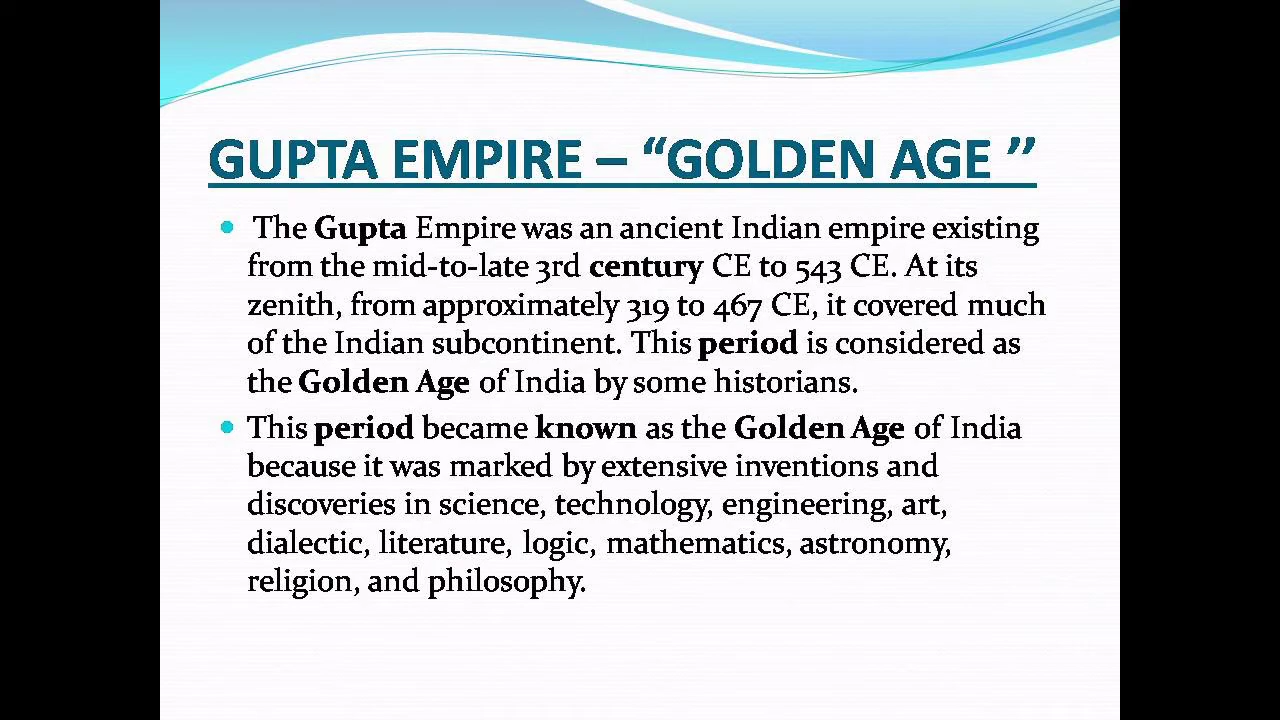 GUPTA EMPIRE – “GOLDEN AGE ”
The Gupta Empire was an ancient Indian empire existing
from the mid-to-late 3rd century CE to 543 CE. At its
zenith, from approximately 319 to 467 CE, it covered much
of the Indian subcontinent. This period is considered as
the Golden Age of India by some historians.
This period became known as the Golden Age of India
because it was marked by extensive inventions and
discoveries in science, technology, engineering, art,
dialectic, literature, logic, mathematics, astronomy,
religion, and philosophy.